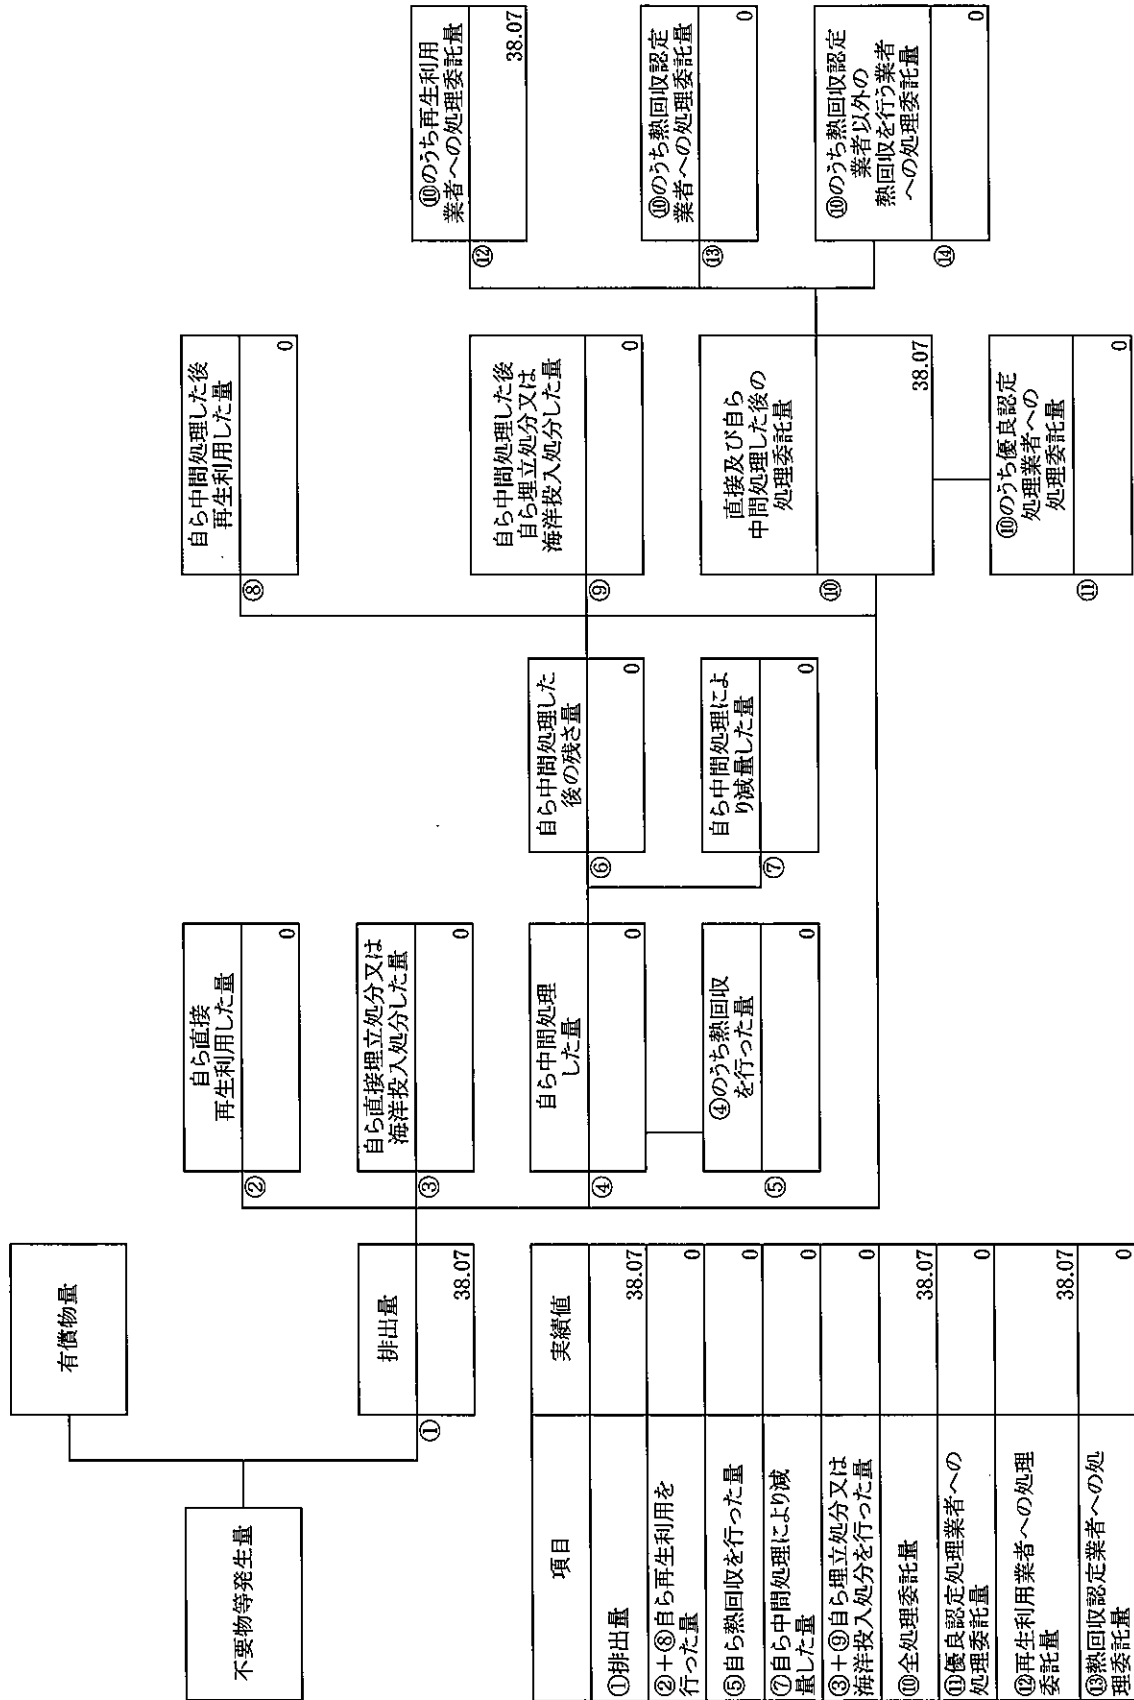 不要物等発生量
有償物量
①
排出量
38.07
②
自ら直接
再生利用した量
0
③
自ら直接埋立処分又は
海洋投入処分した量
0
④
自ら中間処理
した量
0
⑤
④のうち熱回収
を行った量
0
⑥
自ら中間処理した
後の残さ量
0
⑦
自ら中間処理によ
り減量した量
0
⑧
自ら中間処理した後
再生利用した量
0
⑨
自ら中間処理した後
自ら埋立処分又は
海洋投入処分した量
0
⑩
直接及び自ら
中間処理した後の
処理委託量
38.07
⑪
⑩のうち優良認定
処理業者への
処理委託量
0
⑫
⑩のうち再生利用
業者への処理委託量
38.07
⑬
⑩のうち熱回収認定
業者への処理委託量
0
⑭
⑩のうち熱回収認定
業者以外の
熱回収を行う業者
への処理委託量
0
項目 実績値
①排出量 38.07
②+⑧自ら再生利用を
行った量 0
⑤自ら熱回収を行った量 0
⑦自ら中間処理により減
量した量 0
③+⑨自ら埋立処分又は
海洋投入処分を行った量 0
⑩全処理委託量 38.07
⑪優良認定処理業者への
処理委託量 0
⑫再生利用業者への処理
委託量 38.07
⑬熱回収認定業者への処
理委託量 0